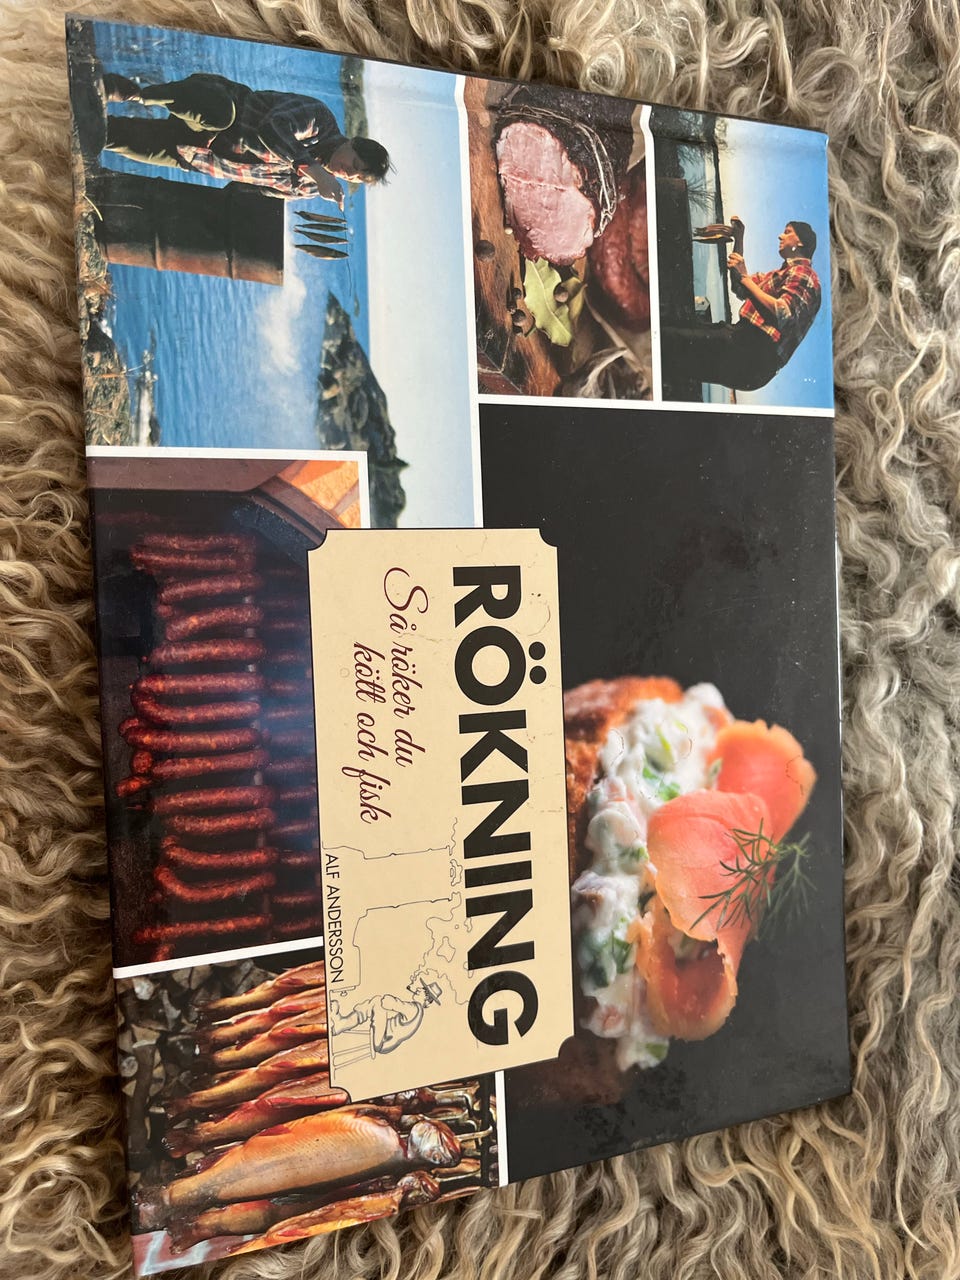 RÖKNING
Så röker du
kött och fisk
ALF ANDERSSON